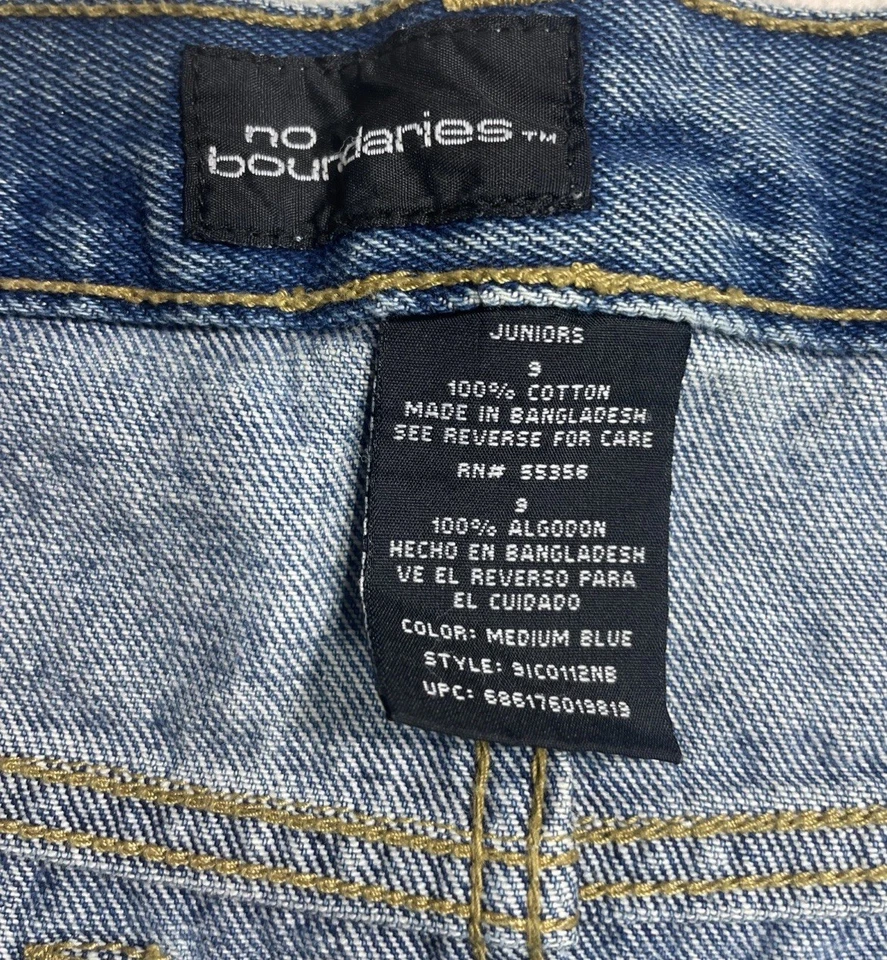 no
boundaries™
JUNIORS
9
100% COTTON
MADE IN BANGLADESH
SEE REVERSE FOR CARE
RN# 55356
9
100% ALGODON
HECHO EN BANGLADESH
VE EL REVERSO PARA
EL CUIDADO
COLOR: MEDIUM BLUE
STYLE: 91C0112NB
UPC: 686176019819